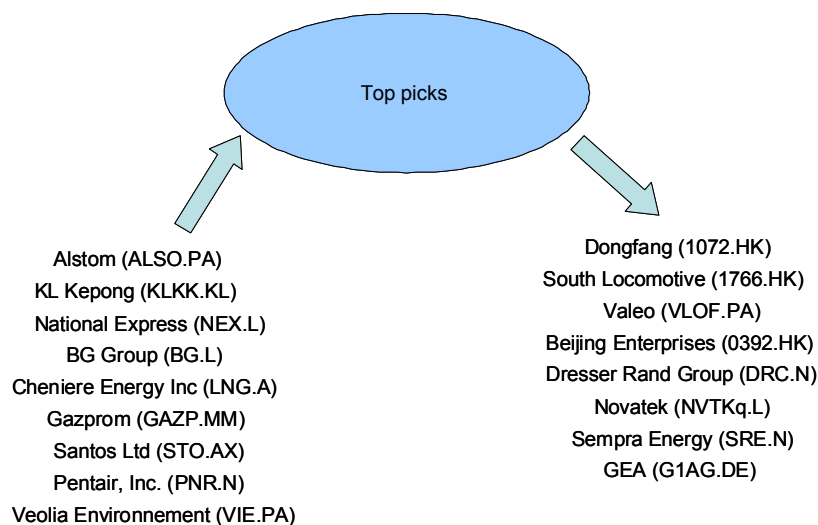 Top picks
Alstom (ALSO.PA)
KL Kepong (KLKK.KL)
National Express (NEX.L)
BG Group (BG.L)
Cheniere Energy Inc (LNG.A)
Gazprom (GAZP.MM)
Santos Ltd (STO.AX)
Pentair, Inc. (PNR.N)
Veolia Environnement (VIE.PA)
Dongfang (1072.HK)
South Locomotive (1766.HK)
Valeo (VLOF.PA)
Beijing Enterprises (0392.HK)
Dresser Rand Group (DRC.N)
Novatek (NVTKq.L)
Sempra Energy (SRE.N)
GEA (G1AG.DE)